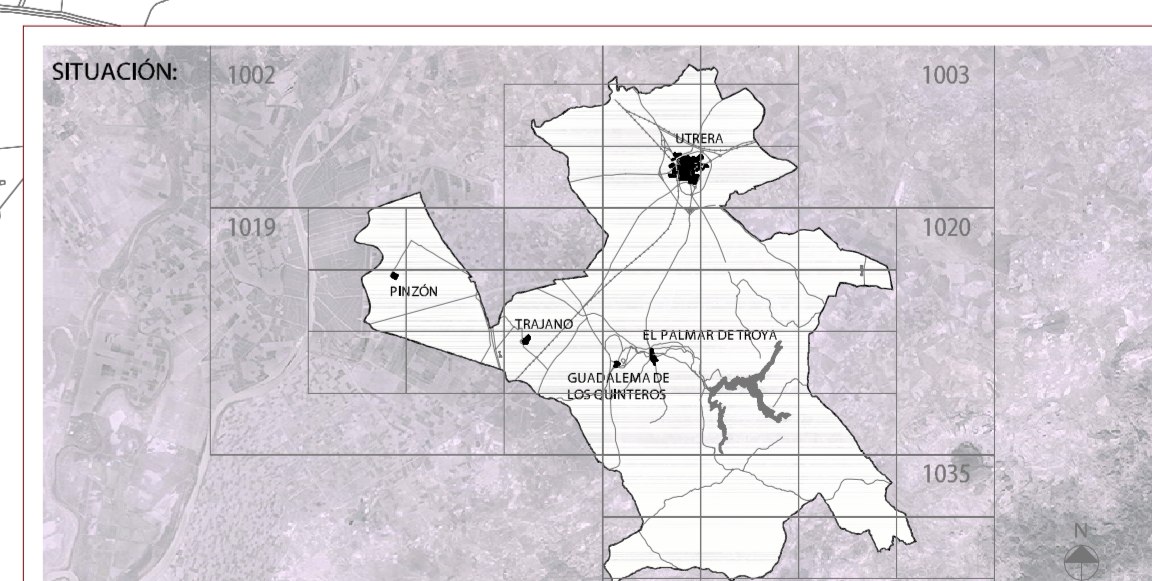 SITUACIÓN:
1002
1003
UTRERA
1019
1020
PINZÓN
TRAJANO
EL PALMAR DE TROYA
GUADALEMA DE
LOS QUINTEROS
1035
N